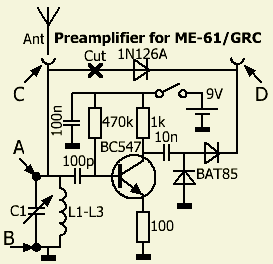 Ant Preamplifier for ME-61/GRC
Cut 1N126A
C D
100n 9V
470k 1k
10n
A BC547
100p BAT85
C1 L1-L3
100
B